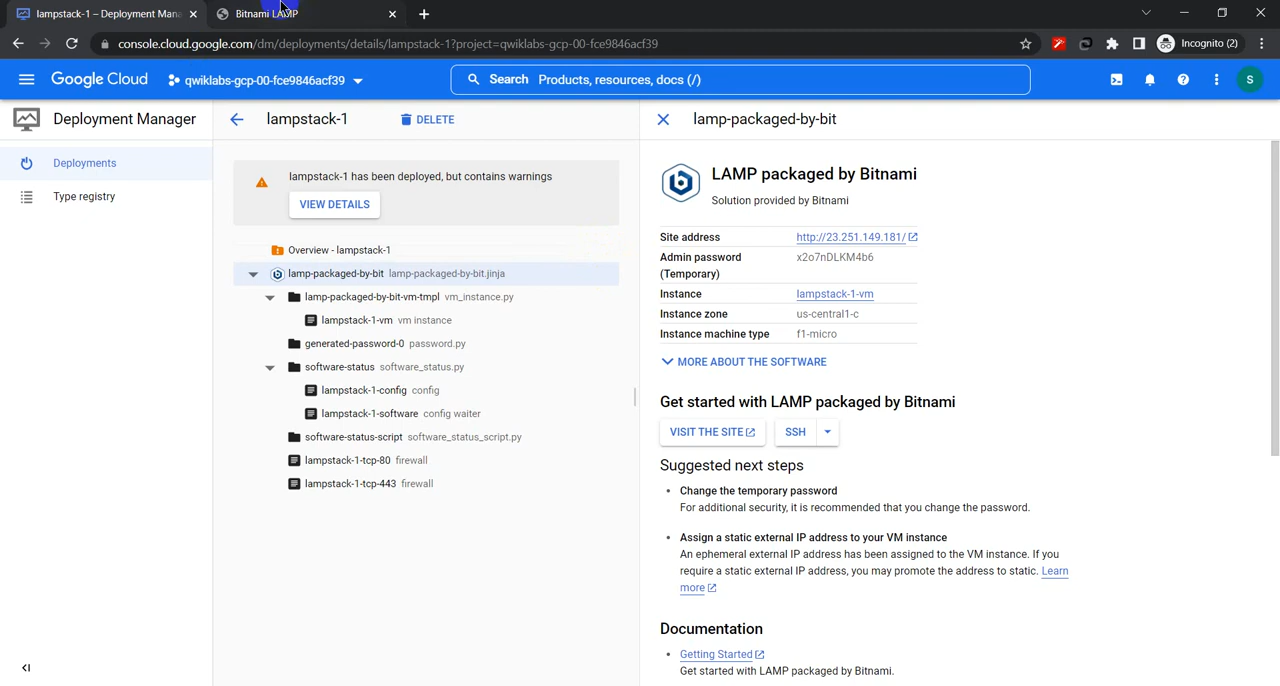 lampstack-1 – Deployment Mana
Bitnami LAMP
console.cloud.google.com/dm/deployments/details/lampstack-1?project=qwiklabs-gcp-00-fce9846acf39
Incognito (2)
Google Cloud
qwiklabs-gcp-00-fce9846acf39
Search Products, resources, docs (/)
S
Deployment Manager
lampstack-1
DELETE
lamp-packaged-by-bit
Deployments
Type registry
lampstack-1 has been deployed, but contains warnings
VIEW DETAILS
Overview - lampstack-1
lamp-packaged-by-bit lamp-packaged-by-bit.jinja
lamp-packaged-by-bit-vm-tmpl vm_instance.py
lampstack-1-vm vm instance
generated-password-0 password.py
software-status software_status.py
lampstack-1-config config
lampstack-1-software config waiter
software-status-script software_status_script.py
lampstack-1-tcp-80 firewall
lampstack-1-tcp-443 firewall
LAMP packaged by Bitnami
Solution provided by Bitnami
Site address http://23.251.149.181/
Admin password (Temporary) x2o7nDLKM4b6
Instance lampstack-1-vm
Instance zone us-central1-c
Instance machine type f1-micro
MORE ABOUT THE SOFTWARE
Get started with LAMP packaged by Bitnami
VISIT THE SITE
SSH
Suggested next steps
• Change the temporary password
For additional security, it is recommended that you change the password.
• Assign a static external IP address to your VM instance
An ephemeral external IP address has been assigned to the VM instance. If you
require a static external IP address, you may promote the address to static. Learn
more
Documentation
• Getting Started
Get started with LAMP packaged by Bitnami.